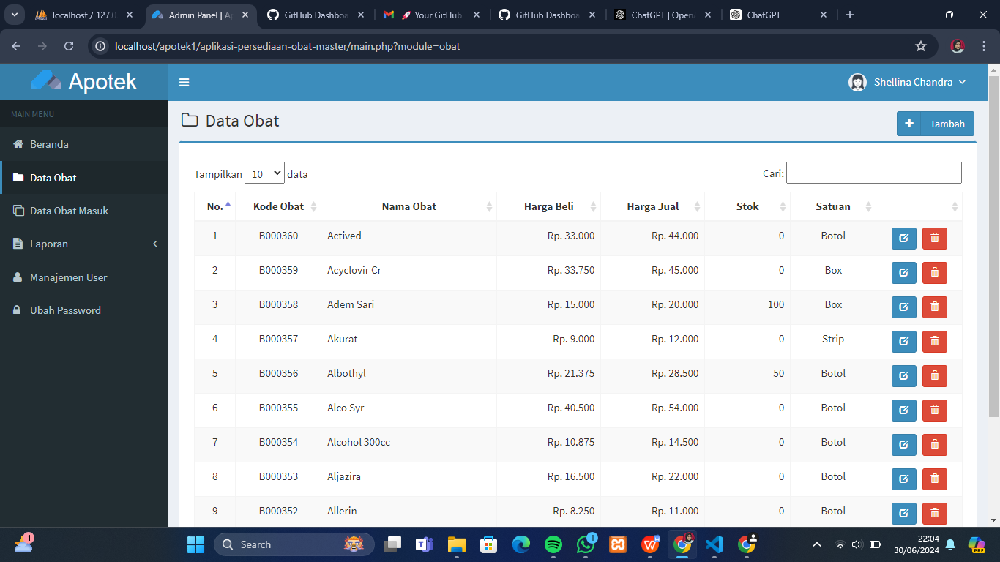 localhost / 127.0
Admin Panel | Ap
GitHub Dashboa
🚀 Your GitHub
GitHub Dashboa
ChatGPT | Open
ChatGPT
localhost/apotek1/aplikasi-persediaan-obat-master/main.php?module=obat
Apotek
Shellina Chandra
MAIN MENU
Beranda
Data Obat
Data Obat Masuk
Laporan
Manajemen User
Ubah Password
Data Obat
Tambah
Tampilkan 10 data
Cari:
No. Kode Obat Nama Obat Harga Beli Harga Jual Stok Satuan
1 B000360 Actived Rp. 33.000 Rp. 44.000 0 Botol
2 B000359 Acyclovir Cr Rp. 33.750 Rp. 45.000 0 Box
3 B000358 Adem Sari Rp. 15.000 Rp. 20.000 100 Box
4 B000357 Akurat Rp. 9.000 Rp. 12.000 0 Strip
5 B000356 Albothyl Rp. 21.375 Rp. 28.500 50 Botol
6 B000355 Alco Syr Rp. 40.500 Rp. 54.000 0 Botol
7 B000354 Alcohol 300cc Rp. 10.875 Rp. 14.500 0 Botol
8 B000353 Aljazira Rp. 16.500 Rp. 22.000 0 Botol
9 B000352 Allerin Rp. 8.250 Rp. 11.000 0 Botol
1
Search
1
22:04
30/06/2024
PRE